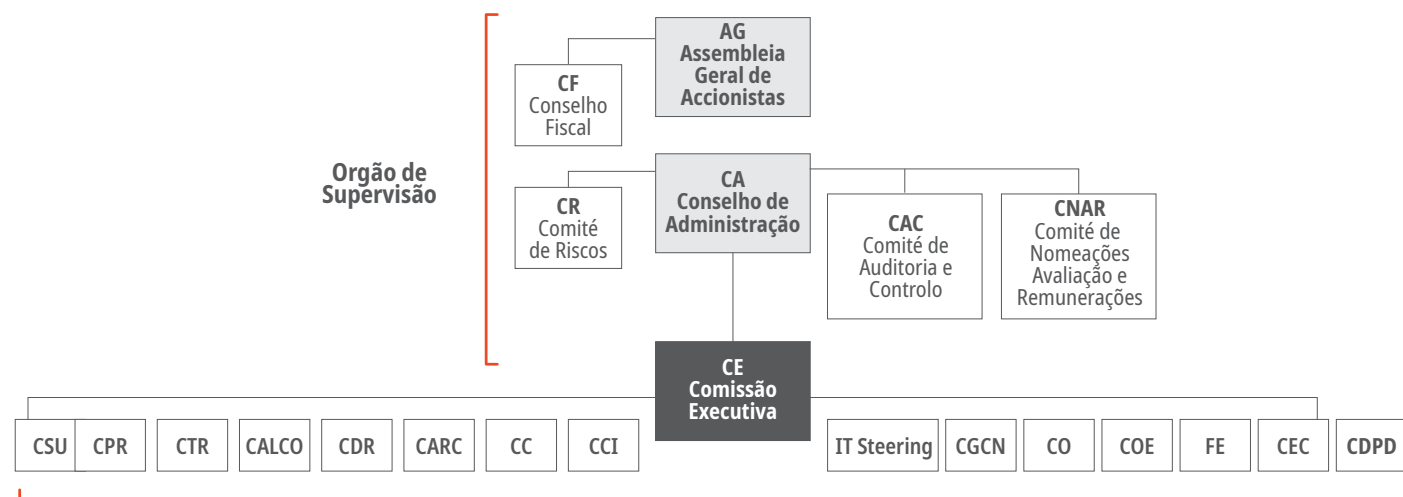 AG
Assembleia
Geral de
Accionistas
CF
Conselho
Fiscal
Orgão de
Supervisão
CA
Conselho de
Administração
CR
Comité
de Riscos
CAC
Comité de
Auditoria e
Controlo
CNAR
Comité de
Nomeações
Avaliação e
Remunerações
CE
Comissão
Executiva
CSU
CPR
CTR
CALCO
CDR
CARC
CC
CCI
IT Steering
CGCN
CO
COE
FE
CEC
CDPD